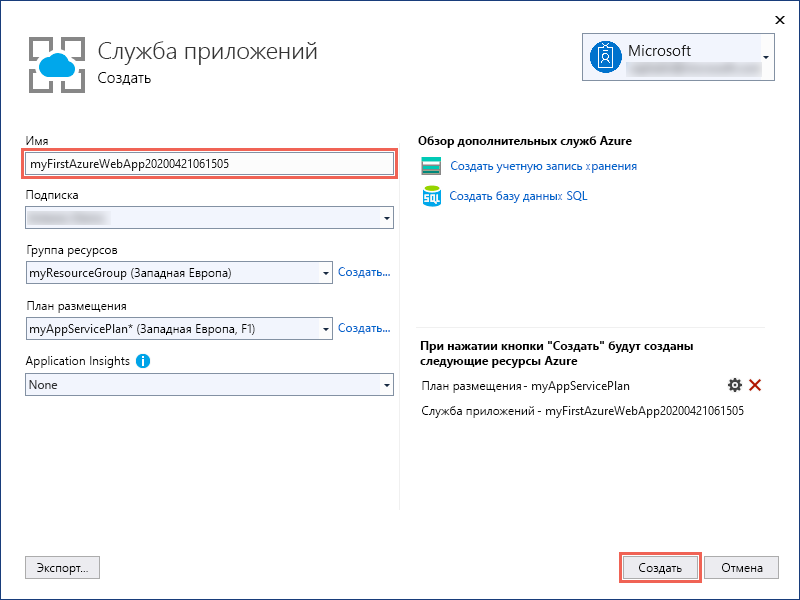 Служба приложений
Создать
Microsoft
Имя
myFirstAzureWebApp20200421061505
Подписка
Группа ресурсов
myResourceGroup (Западная Европа)
Создать...
План размещения
myAppServicePlan* (Западная Европа, F1)
Создать...
Application Insights
None
Обзор дополнительных служб Azure
Создать учетную запись хранения
SQL
Создать базу данных SQL
При нажатии кнопки "Создать" будут созданы
следующие ресурсы Azure
План размещения - myAppServicePlan
Служба приложений - myFirstAzureWebApp20200421061505
Экспорт...
Создать
Отмена